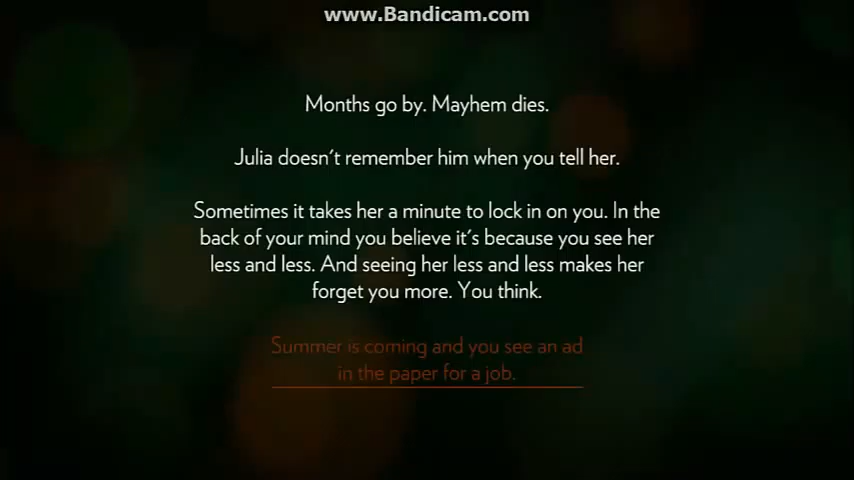 www.Bandicam.com
Months go by. Mayhem dies.
Julia doesn't remember him when you tell her.
Sometimes it takes her a minute to lock in on you. In the
back of your mind you believe it's because you see her
less and less. And seeing her less and less makes her
forget you more. You think.
Summer is coming and you see an ad
in the paper for a job.